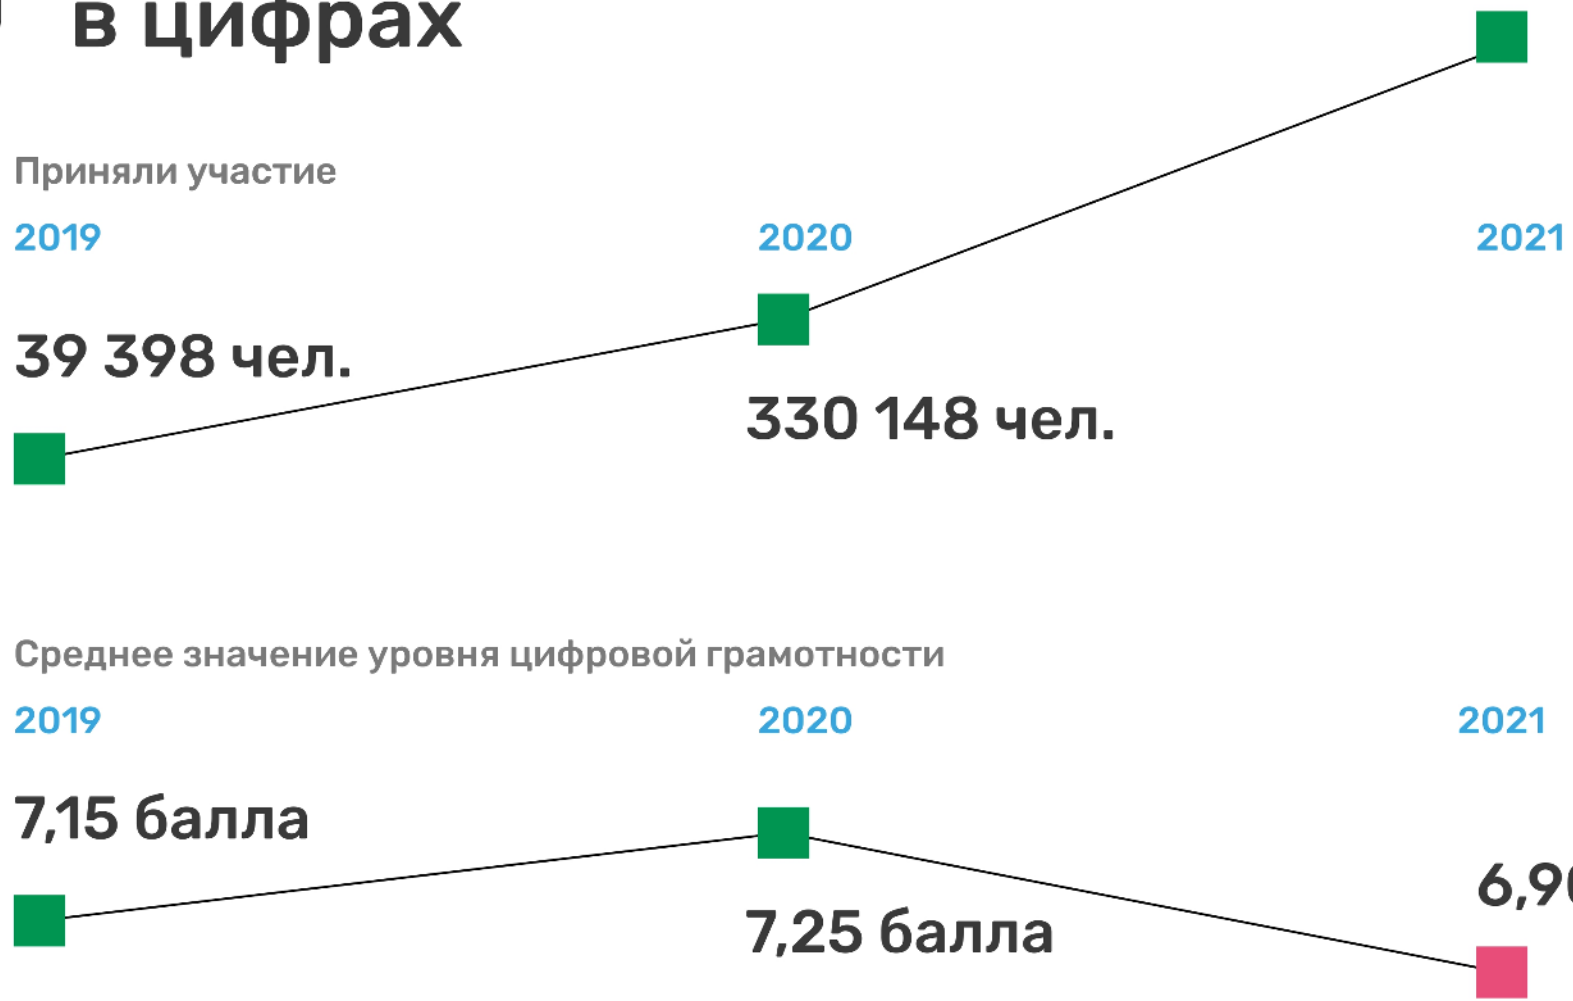 в цифрах
Приняли участие
2019 2020 2021
39 398 чел.
330 148 чел.
Среднее значение уровня цифровой грамотности
2019 2020 2021
7,15 балла
7,25 балла